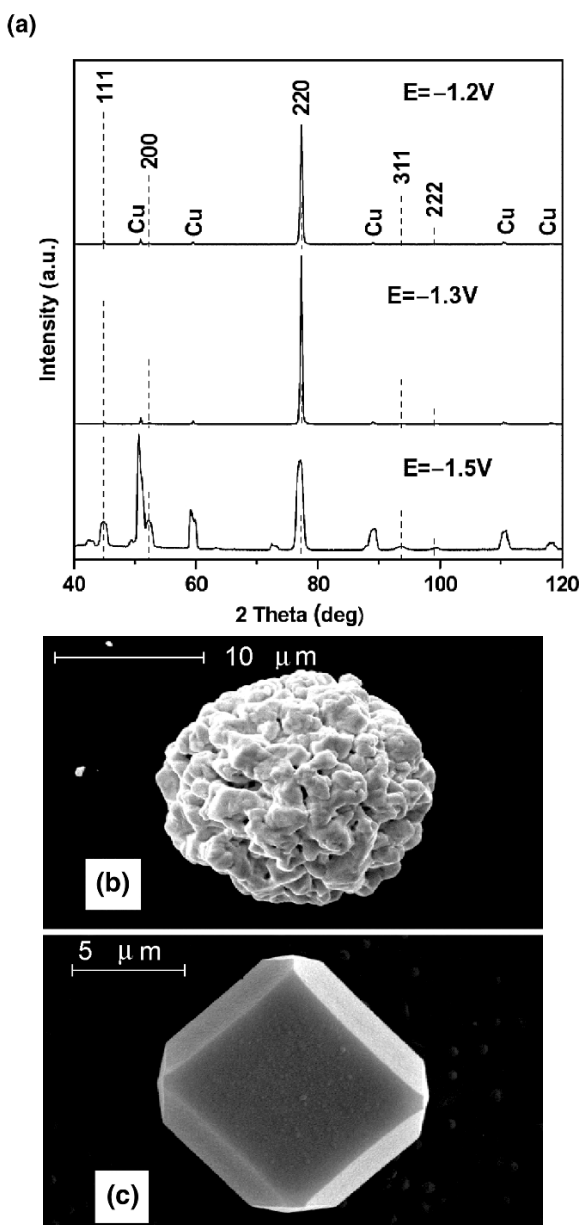 (a)
111
200
Cu
Cu
220
E=−1.2V
Cu
311
222
Cu
Cu
E=−1.3V
E=−1.5V
Intensity (a.u.)
40 60 80 100 120
2 Theta (deg)
10 μm
(b)
5 μm
(c)